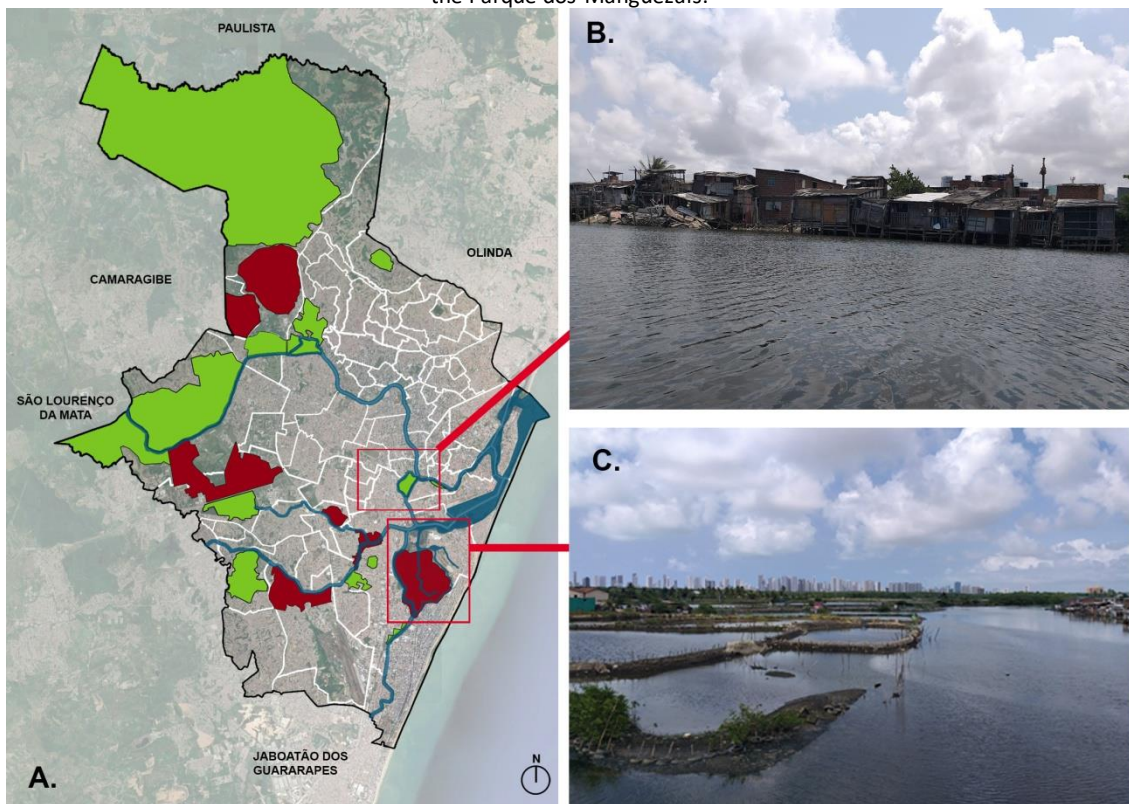 the Parque dos Manguezais.
A.
PAULISTA
OLINDA
CAMARAGIBE
SÃO LOURENÇO
DA MATA
JABOATÃO DOS
GUARARAPES
N
B.
C.